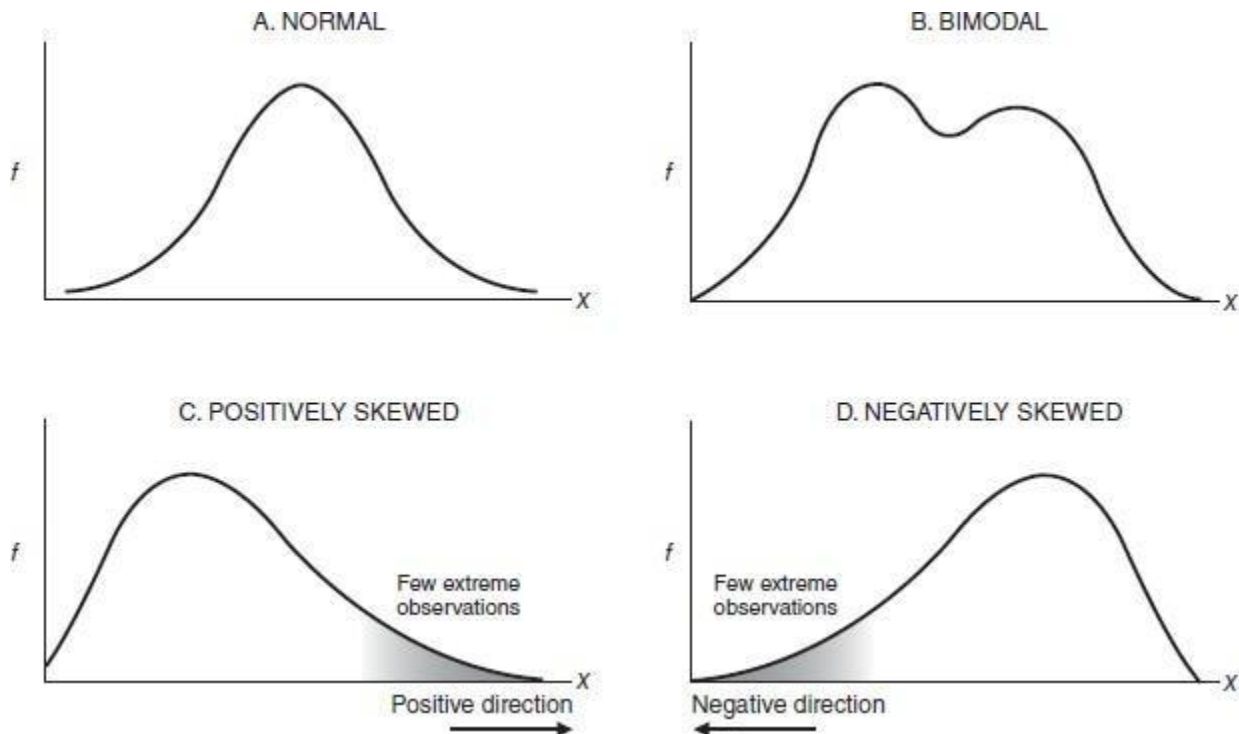 A. NORMAL
f
X
B. BIMODAL
f
X
C. POSITIVELY SKEWED
f
Few extreme
observations
X
Positive direction
D. NEGATIVELY SKEWED
f
Few extreme
observations
X
Negative direction